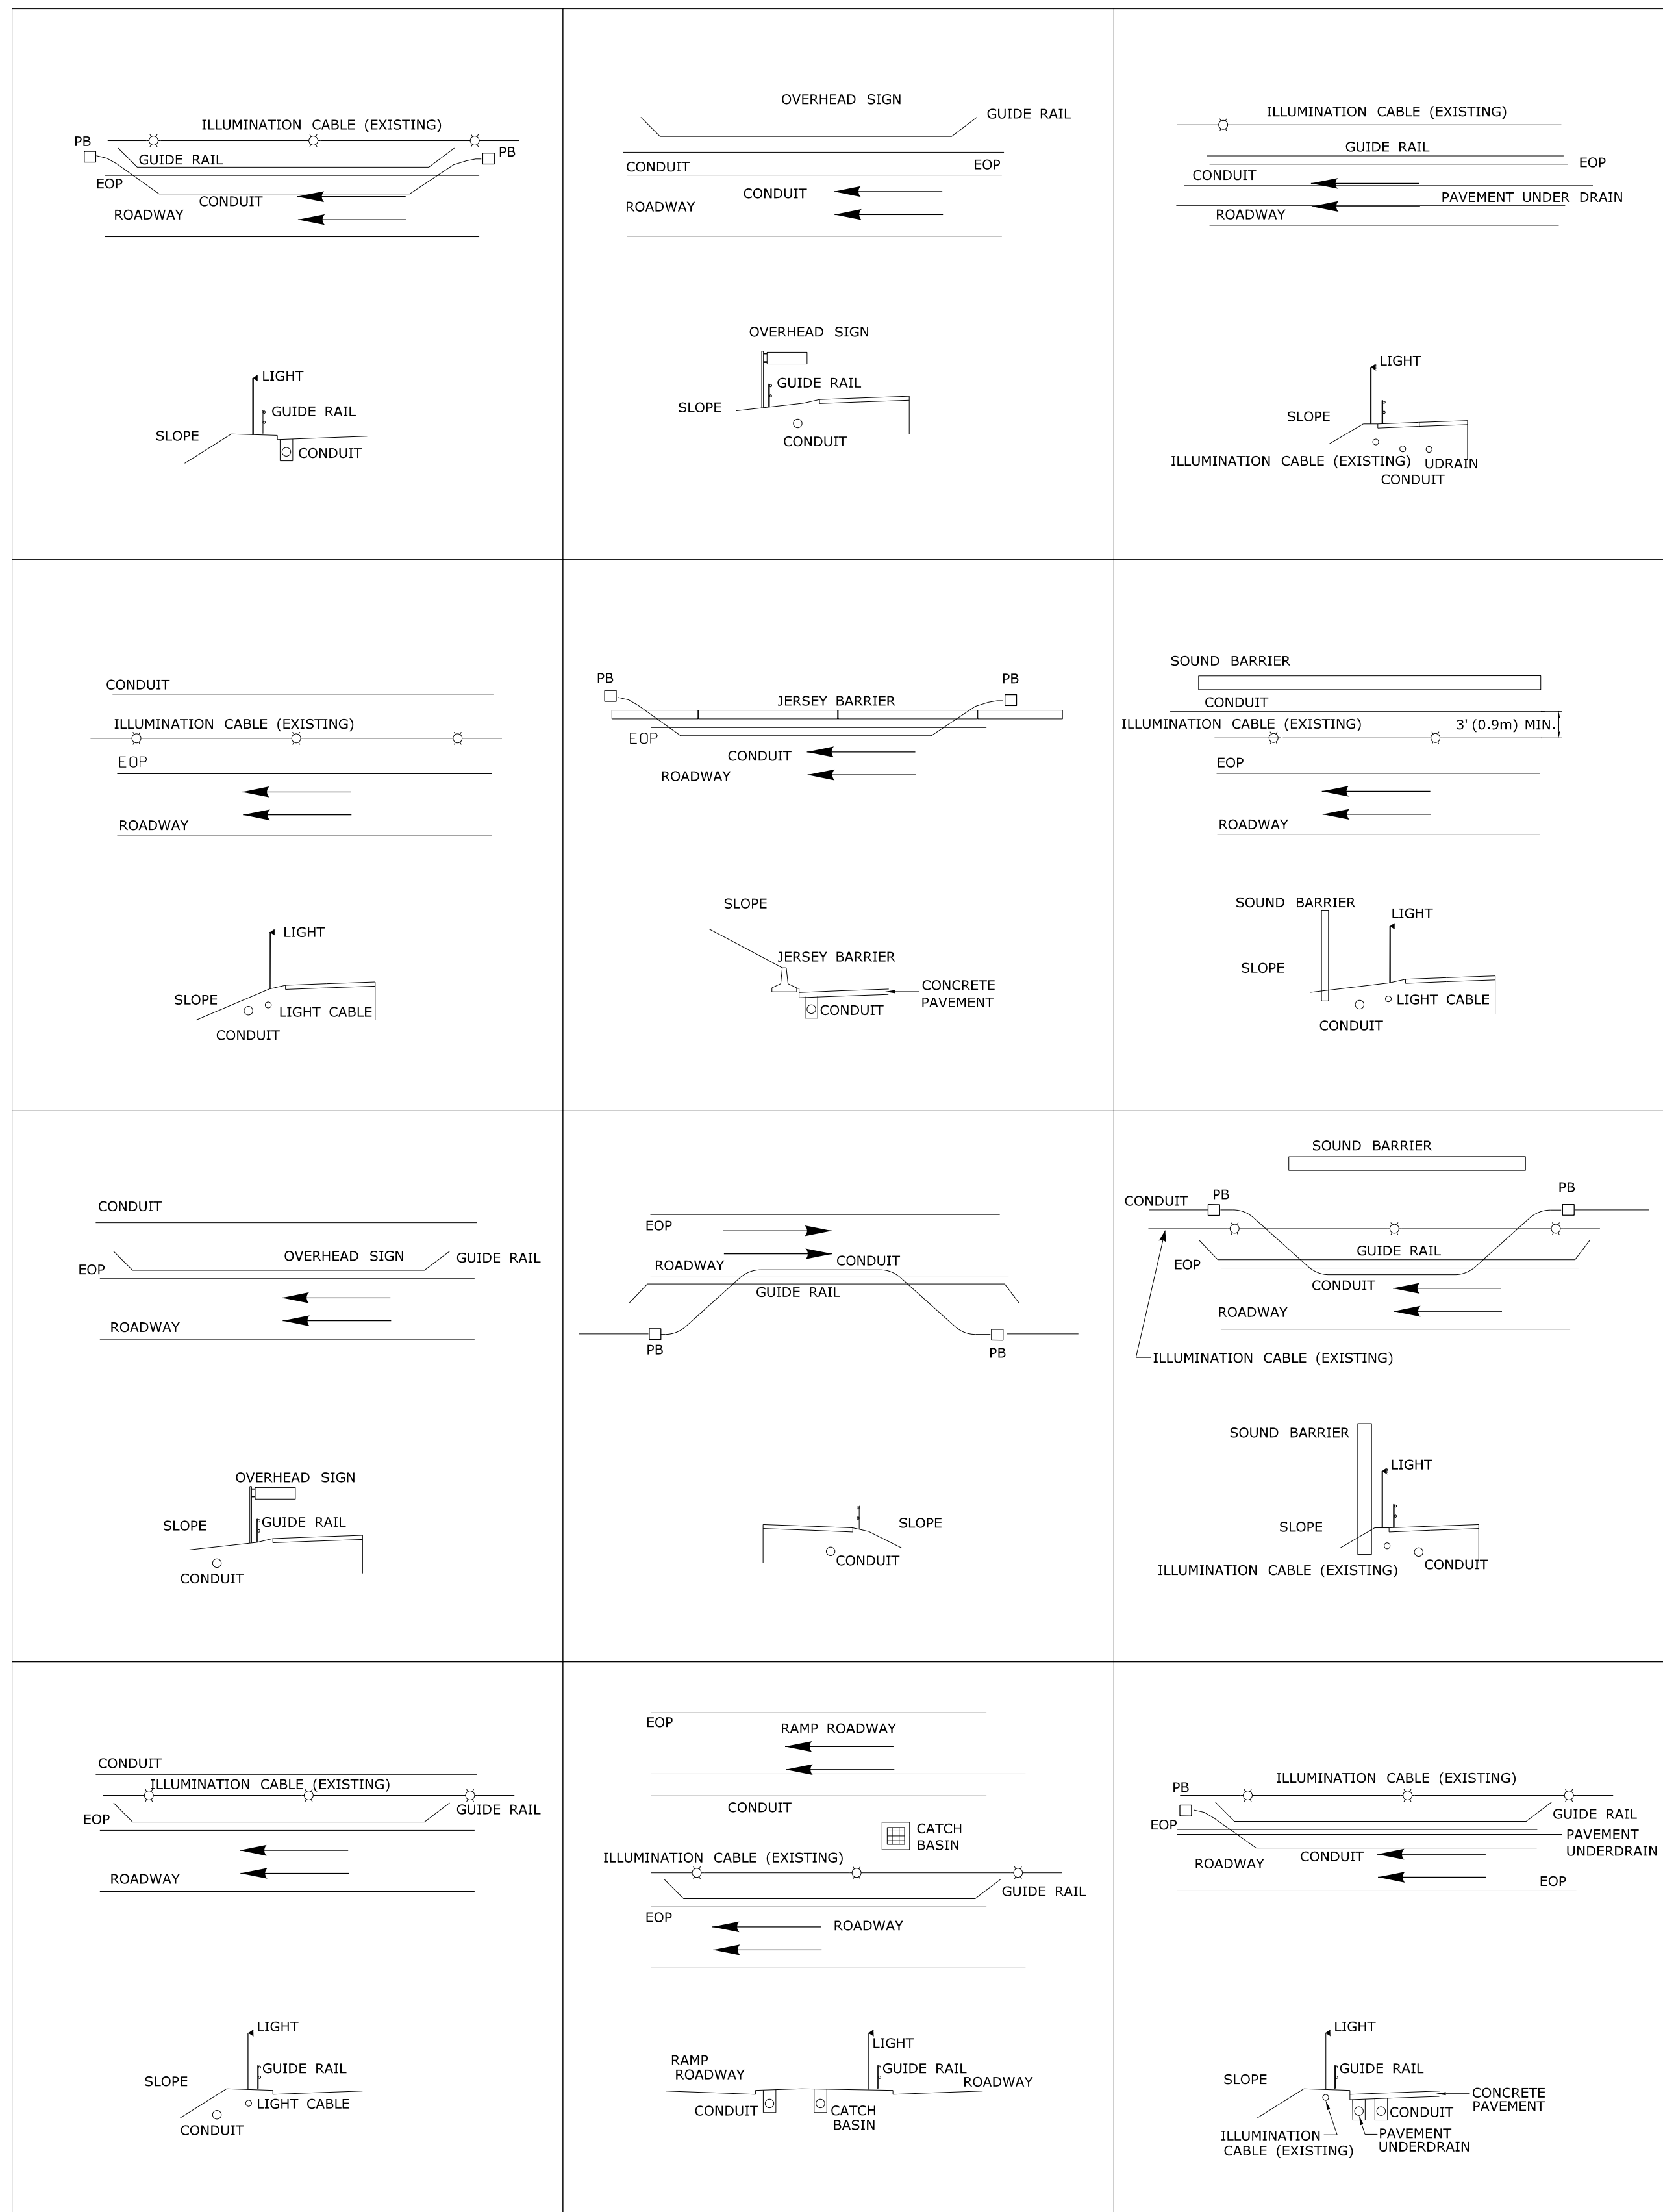 ILLUMINATION CABLE (EXISTING)
PB
PB
GUIDE RAIL
EOP
CONDUIT
ROADWAY
LIGHT
GUIDE RAIL
SLOPE
CONDUIT
OVERHEAD SIGN
GUIDE RAIL
CONDUIT
EOP
CONDUIT
ROADWAY
OVERHEAD SIGN
GUIDE RAIL
SLOPE
CONDUIT
ILLUMINATION CABLE (EXISTING)
GUIDE RAIL
EOP
CONDUIT
PAVEMENT UNDER DRAIN
ROADWAY
LIGHT
SLOPE
ILLUMINATION CABLE (EXISTING)
UDRAIN
CONDUIT
CONDUIT
ILLUMINATION CABLE (EXISTING)
EOP
ROADWAY
LIGHT
SLOPE
LIGHT CABLE
CONDUIT
PB
PB
JERSEY BARRIER
EOP
CONDUIT
ROADWAY
SLOPE
JERSEY BARRIER
CONCRETE
PAVEMENT
CONDUIT
SOUND BARRIER
CONDUIT
ILLUMINATION CABLE (EXISTING)
3' (0.9m) MIN.
EOP
ROADWAY
SOUND BARRIER
LIGHT
SLOPE
LIGHT CABLE
CONDUIT
CONDUIT
OVERHEAD SIGN
GUIDE RAIL
EOP
ROADWAY
OVERHEAD SIGN
SLOPE
GUIDE RAIL
CONDUIT
EOP
CONDUIT
ROADWAY
GUIDE RAIL
PB
PB
SLOPE
CONDUIT
SOUND BARRIER
CONDUIT
PB
PB
GUIDE RAIL
EOP
CONDUIT
ROADWAY
ILLUMINATION CABLE (EXISTING)
SOUND BARRIER
LIGHT
SLOPE
CONDUIT
ILLUMINATION CABLE (EXISTING)
CONDUIT
ILLUMINATION CABLE (EXISTING)
GUIDE RAIL
EOP
ROADWAY
LIGHT
GUIDE RAIL
SLOPE
LIGHT CABLE
CONDUIT
EOP
RAMP ROADWAY
CONDUIT
CATCH
BASIN
ILLUMINATION CABLE (EXISTING)
GUIDE RAIL
EOP
ROADWAY
LIGHT
RAMP
ROADWAY
GUIDE RAIL
ROADWAY
CONDUIT
CATCH
BASIN
ILLUMINATION CABLE (EXISTING)
PB
GUIDE RAIL
EOP
PAVEMENT
UNDERDRAIN
CONDUIT
ROADWAY
EOP
LIGHT
GUIDE RAIL
SLOPE
CONCRETE
PAVEMENT
CONDUIT
ILLUMINATION
CABLE (EXISTING)
PAVEMENT
UNDERDRAIN